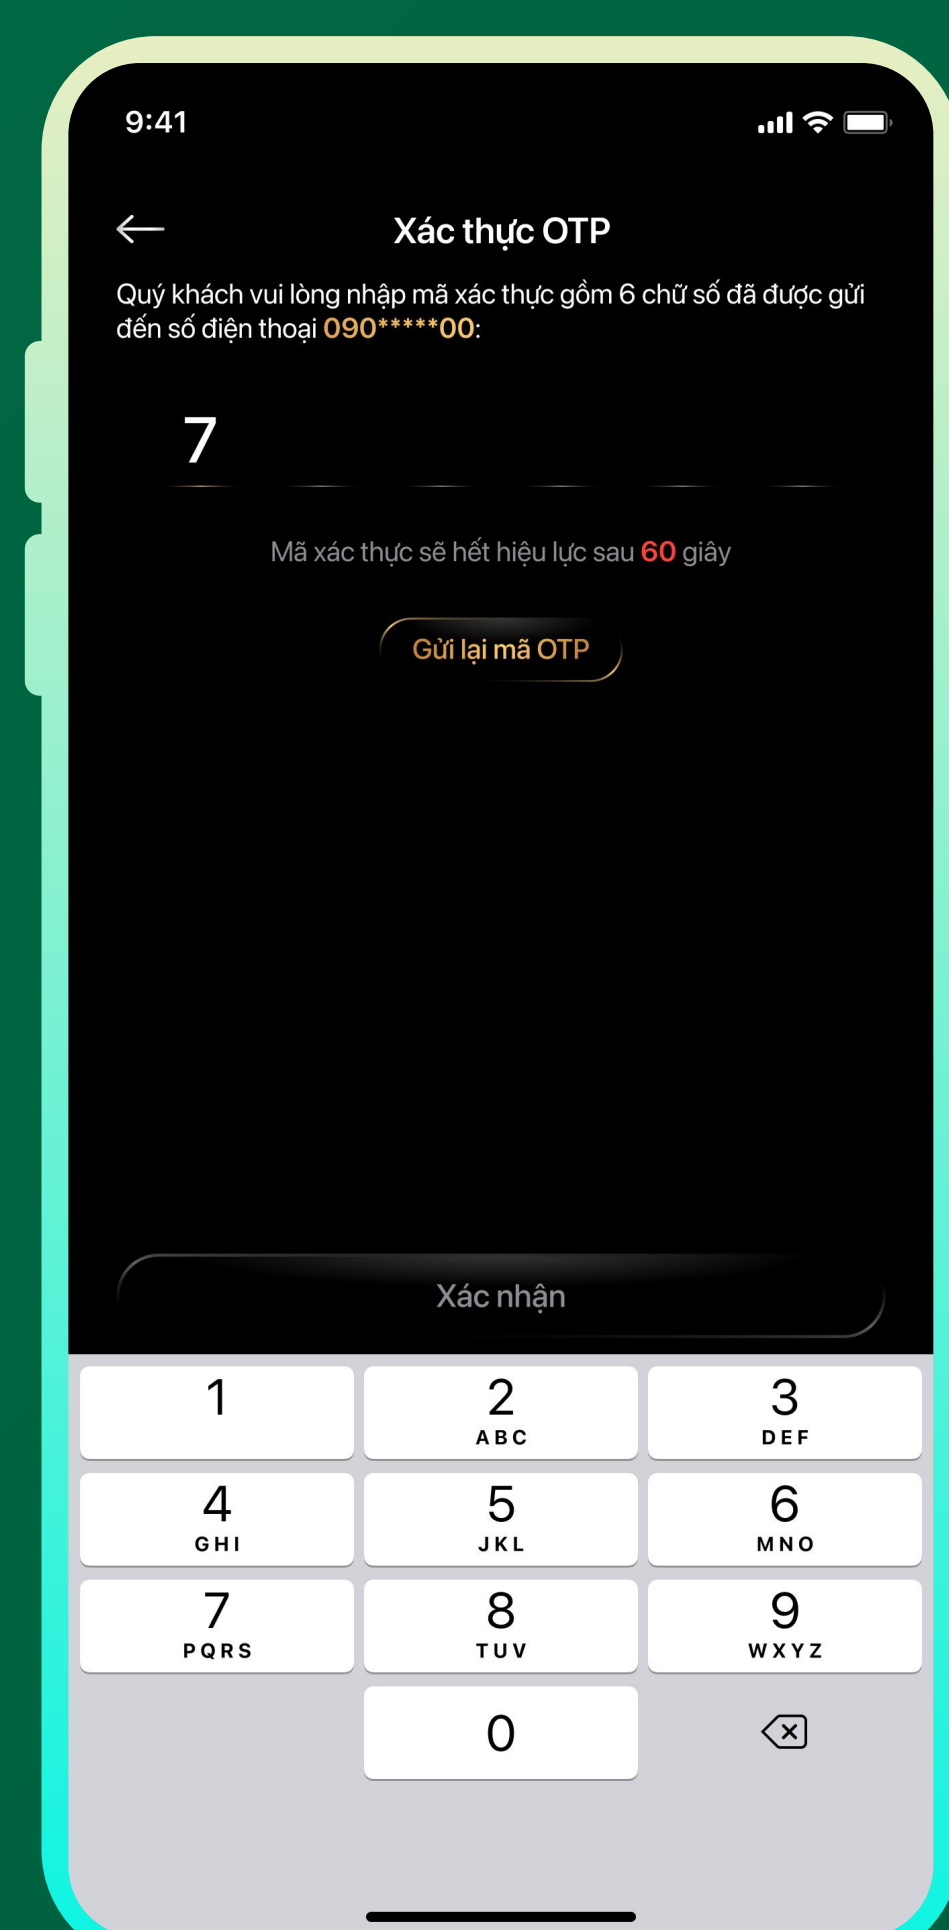 9:41
Xác thực OTP
Quý khách vui lòng nhập mã xác thực gồm 6 chữ số đã được gửi
đến số điện thoại 090*****00:
7
Mã xác thực sẽ hết hiệu lực sau 60 giây
Gửi lại mã OTP
Xác nhận
1 2 3
ABC DEF
4 5 6
GHI JKL MNO
7 8 9
PQRS TUV WXYZ
0